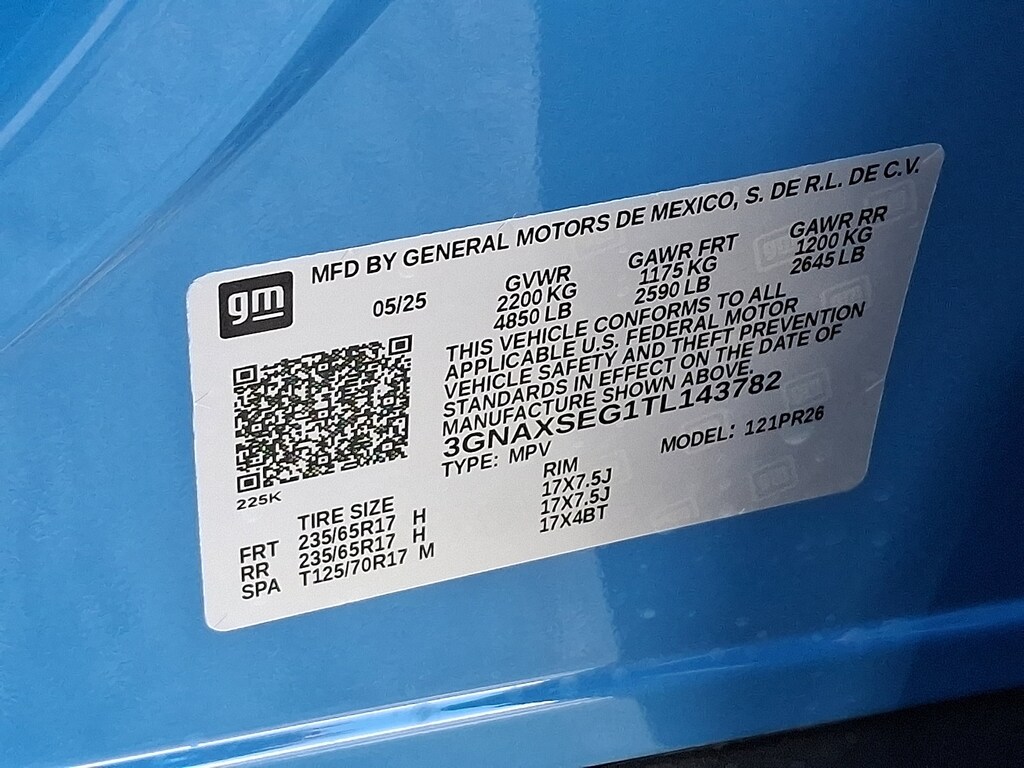 gm
MFD BY GENERAL MOTORS DE MEXICO, S. DE R.L. DE C.V.
05/25
GVWR
2200 KG
4850 LB
GAWR FRT
1175 KG
2590 LB
GAWR RR
1200 KG
2645 LB
THIS VEHICLE CONFORMS TO ALL
APPLICABLE U.S. FEDERAL MOTOR
VEHICLE SAFETY AND THEFT PREVENTION
STANDARDS IN EFFECT ON THE DATE OF
MANUFACTURE SHOWN ABOVE.
3GNAXSEG1TL143782
TYPE: MPV
MODEL: 121PR26
225K
TIRE SIZE
FRT 235/65R17 H
RR 235/65R17 H
SPA T125/70R17 M
RIM
17X7.5J
17X7.5J
17X4BT